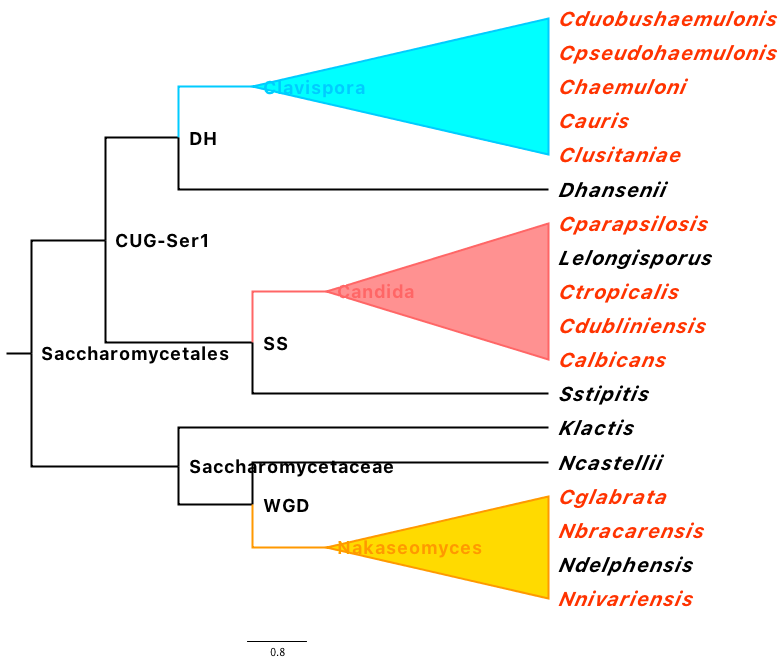 Cduobushaemulonis
Cpseudohaemulonis
Clavispora
Chaemuloni
Cauris
DH
Clusitaniae
Dhansenii
Cparapsilosis
CUG-Ser1
Lelongisporus
Candida
Ctropicalis
Cdubliniensis
SS
Saccharomycetales
Calbicans
Sstipitis
Klactis
Saccharomycetaceae
Ncastellii
Cglabrata
WGD
Nbracarensis
Nakaseomyces
Ndelphensis
Nnivariensis
0.8